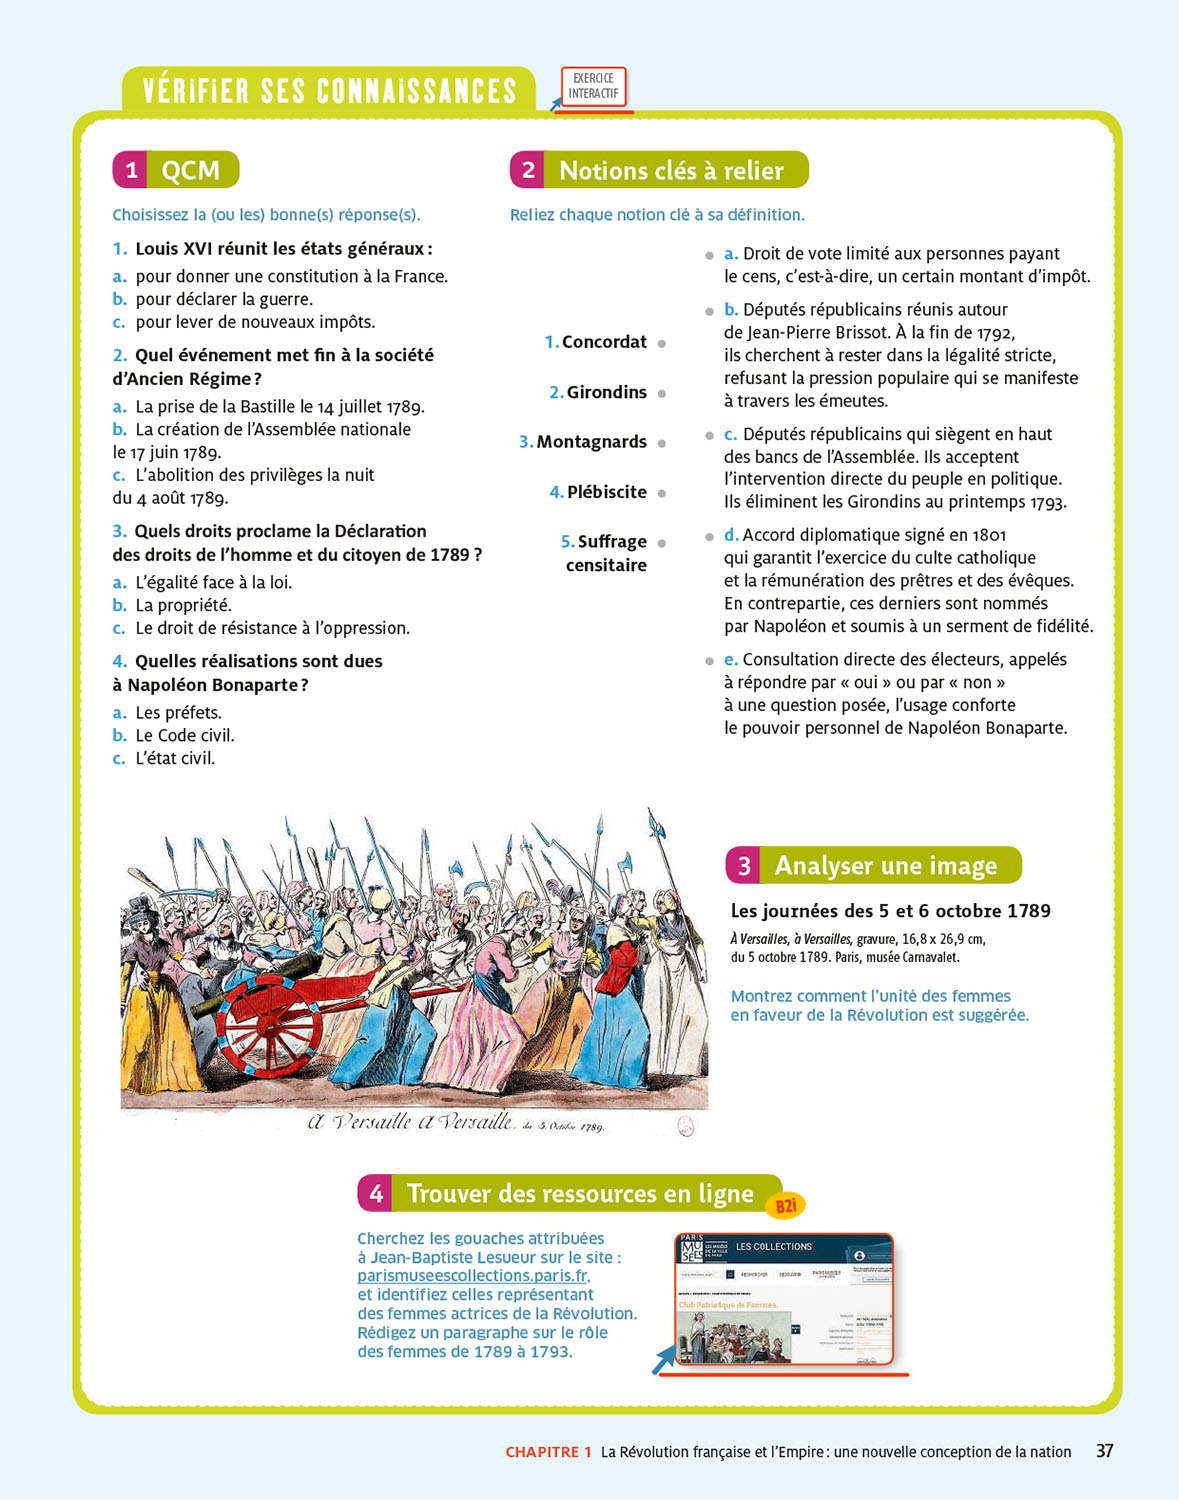 VÉRIFIER SES CONNAISSANCES
EXERCICE
INTERACTIF
1 QCM
Choisissez la (ou les) bonne(s) réponse(s).
1. Louis XVI réunit les états généraux :
a. pour donner une constitution à la France.
b. pour déclarer la guerre.
c. pour lever de nouveaux impôts.
2. Quel événement met fin à la société
d'Ancien Régime ?
a. La prise de la Bastille le 14 juillet 1789.
b. La création de l'Assemblée nationale
le 17 juin 1789.
c. L'abolition des privilèges la nuit
du 4 août 1789.
3. Quels droits proclame la Déclaration
des droits de l'homme et du citoyen de 1789 ?
a. L'égalité face à la loi.
b. La propriété.
c. Le droit de résistance à l'oppression.
4. Quelles réalisations sont dues
à Napoléon Bonaparte ?
a. Les préfets.
b. Le Code civil.
c. L'état civil.
2 Notions clés à relier
Reliez chaque notion clé à sa définition.
1. Concordat
2. Girondins
3. Montagnards
4. Plébiscite
5. Suffrage
censitaire
a. Droit de vote limité aux personnes payant
le cens, c'est-à-dire, un certain montant d'impôt.
b. Députés républicains réunis autour
de Jean-Pierre Brissot. À la fin de 1792,
ils cherchent à rester dans la légalité stricte,
refusant la pression populaire qui se manifeste
à travers les émeutes.
c. Députés républicains qui siègent en haut
des bancs de l'Assemblée. Ils acceptent
l'intervention directe du peuple en politique.
Ils éliminent les Girondins au printemps 1793.
d. Accord diplomatique signé en 1801
qui garantit l'exercice du culte catholique
et la rémunération des prêtres et des évêques.
En contrepartie, ces derniers sont nommés
par Napoléon et soumis à un serment de fidélité.
e. Consultation directe des électeurs, appelés
à répondre par « oui » ou par « non »
à une question posée, l'usage conforte
le pouvoir personnel de Napoléon Bonaparte.
A Versaille A Versaille du 5. Octobre 1789.
3 Analyser une image
Les journées des 5 et 6 octobre 1789
À Versailles, à Versailles, gravure, 16,8 x 26,9 cm,
du 5 octobre 1789. Paris, musée Carnavalet.
Montrez comment l'unité des femmes
en faveur de la Révolution est suggérée.
4 Trouver des ressources en ligne
B2i
Cherchez les gouaches attribuées
à Jean-Baptiste Lesueur sur le site :
parismuseescollections.paris.fr,
et identifiez celles représentant
des femmes actrices de la Révolution.
Rédigez un paragraphe sur le rôle
des femmes de 1789 à 1793.
PARIS
MUSÉES
LES MUSÉES
DE LA VILLE
DE PARIS
LES COLLECTIONS
RECHERCHER
DÉCOUVRIR
Club Patriotique de Femmes.
CHAPITRE 1 La Révolution française et l'Empire : une nouvelle conception de la nation 37